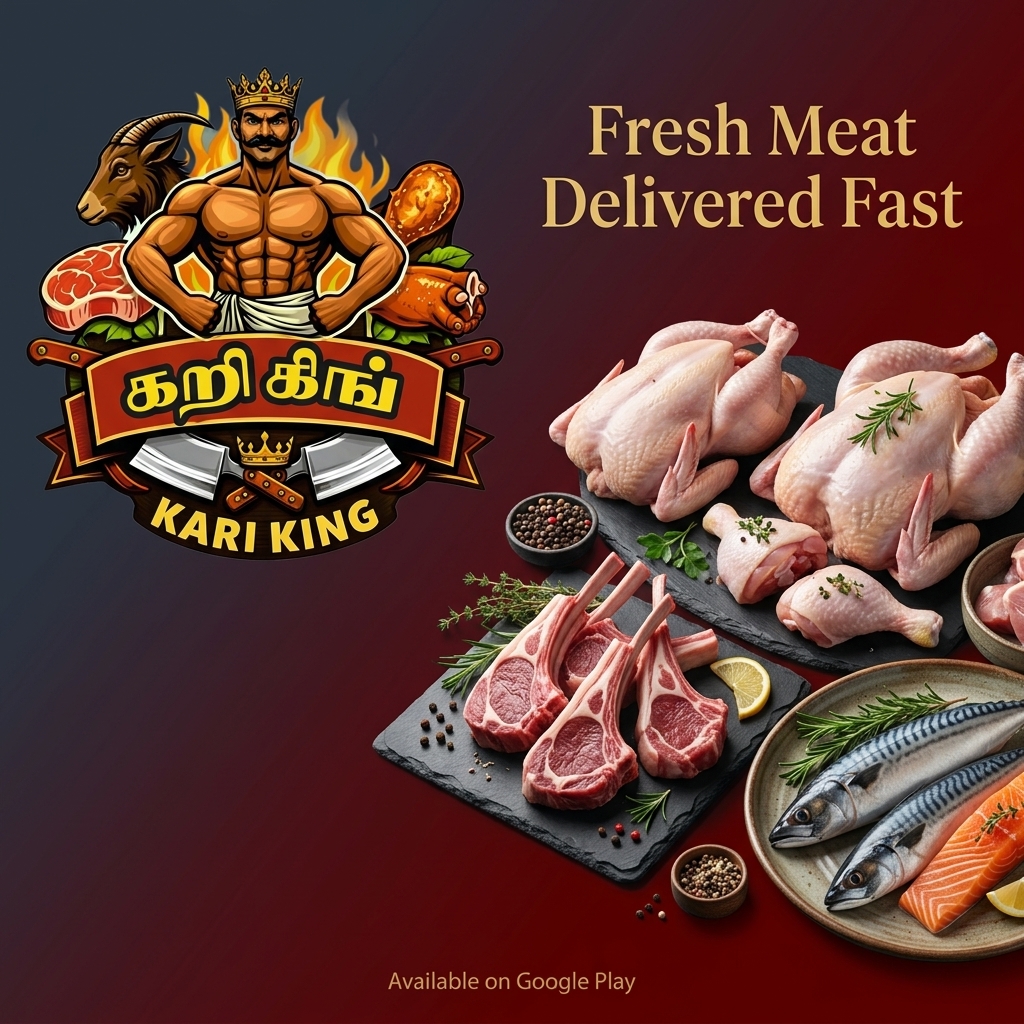 Fresh Meat
Delivered Fast
கறி கிங்
KARI KING
Available on Google Play